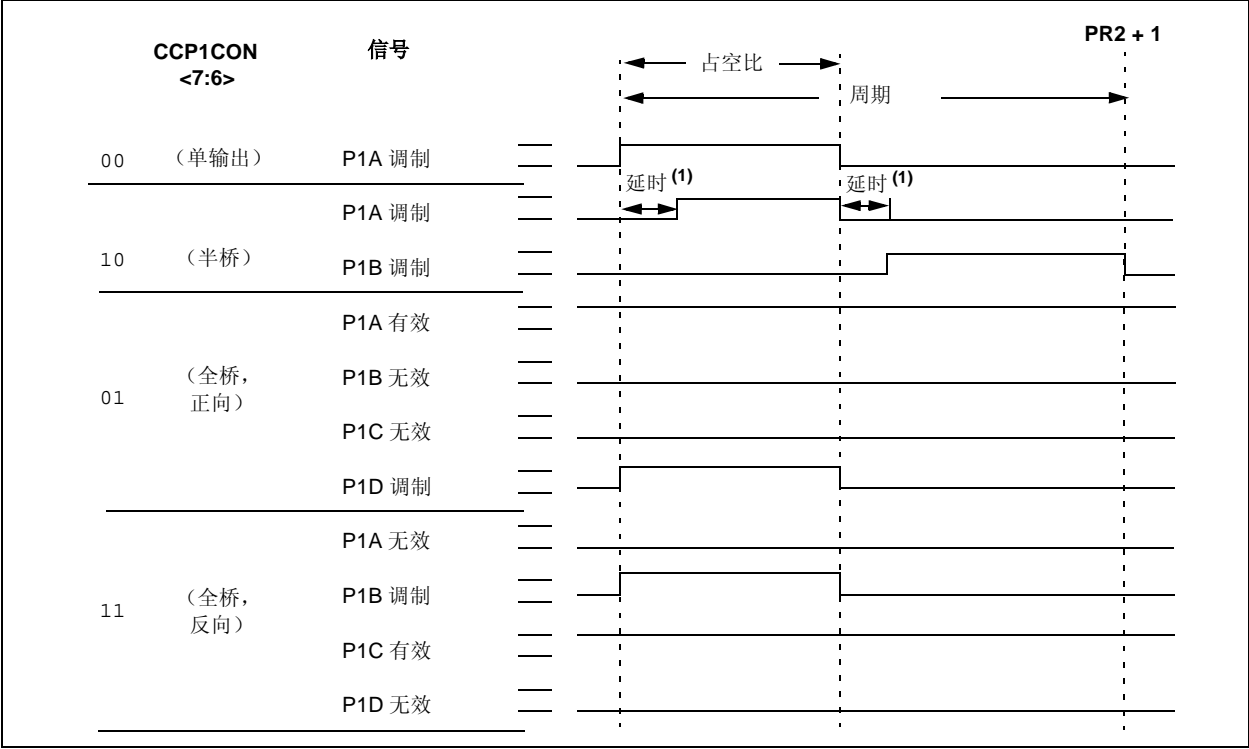 PR2 + 1
CCP1CON
<7:6>
信号
占空比
周期
00 （单输出） P1A 调制
延时(1) 延时(1)
P1A 调制
10 （半桥） P1B 调制
P1A 有效
P1B 无效
01 （全桥，
正向）
P1C 无效
P1D 调制
P1A 无效
P1B 调制
11 （全桥，
反向）
P1C 有效
P1D 无效